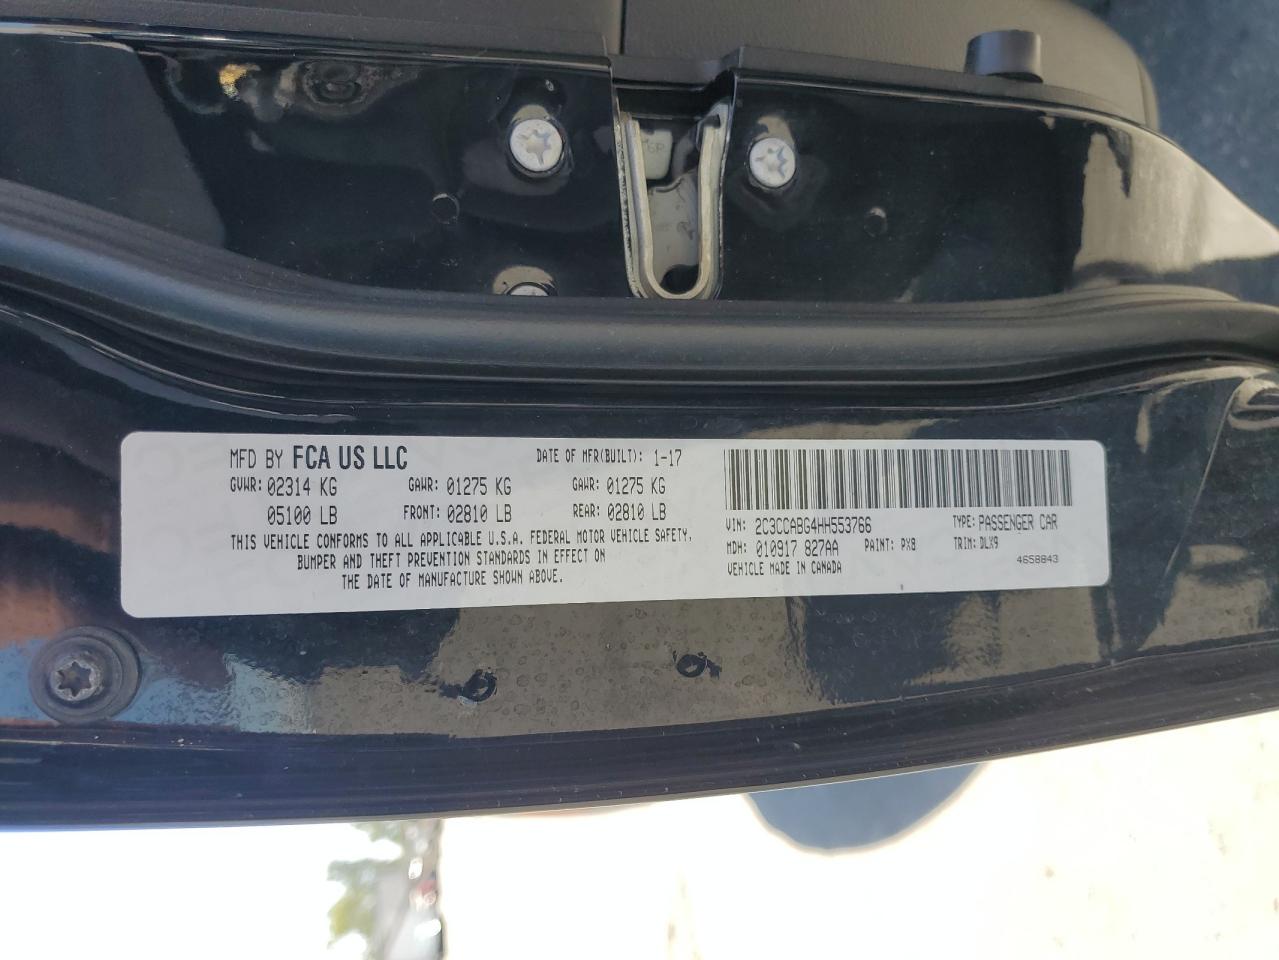 MFD BY FCA US LLC DATE OF MFR(BUILT): 1-17
GVWR: 02314 KG GAWR: 01275 KG GAWR: 01275 KG
05100 LB FRONT: 02810 LB REAR: 02810 LB
THIS VEHICLE CONFORMS TO ALL APPLICABLE U.S.A. FEDERAL MOTOR VEHICLE SAFETY,
BUMPER AND THEFT PREVENTION STANDARDS IN EFFECT ON
THE DATE OF MANUFACTURE SHOWN ABOVE.
VIN: 2C3CCABG4HH553766 TYPE: PASSENGER CAR
MDH: 010917 827AA PAINT: PX8 TRIM: DLX9
VEHICLE MADE IN CANADA 4658843